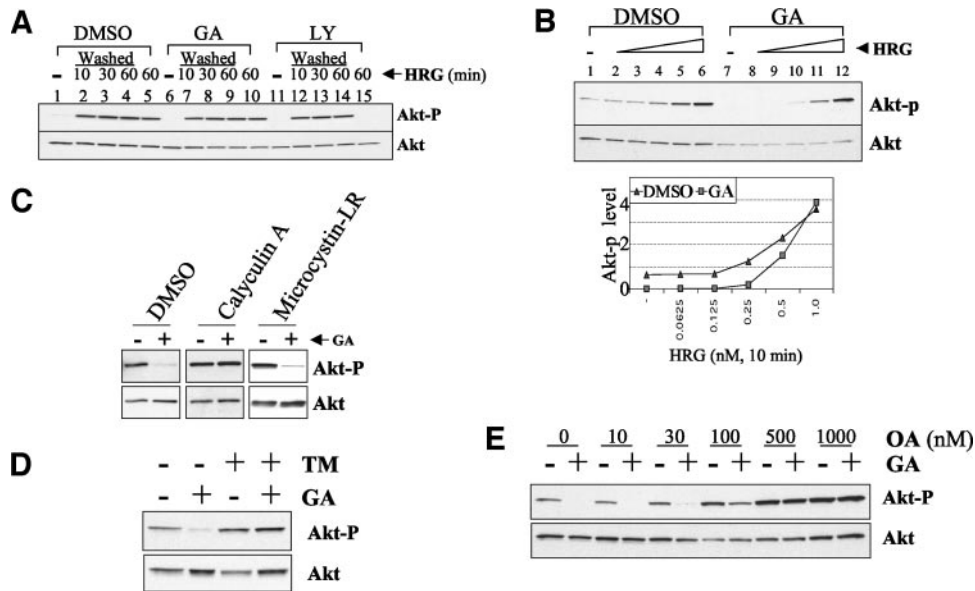 A
DMSO GA LY
Washed Washed Washed
- 10 30 60 60 - 10 30 60 60 - 10 30 60 60 HRG (min)
1 2 3 4 5 6 7 8 9 10 11 12 13 14 15
Akt-P
Akt
B
DMSO GA
- - HRG
1 2 3 4 5 6 7 8 9 10 11 12
Akt-p
Akt
DMSO GA
Akt-p level
4
2
0
- 0.0625 0.125 0.25 0.5 1.0
HRG (nM, 10 min)
C
DMSO Calyculin A Microcystin-LR
- + - + - + GA
Akt-P
Akt
D
- - + + TM
- + - + GA
Akt-P
Akt
E
0 10 30 100 500 1000 OA (nM)
- + - + - + - + - + - + GA
Akt-P
Akt